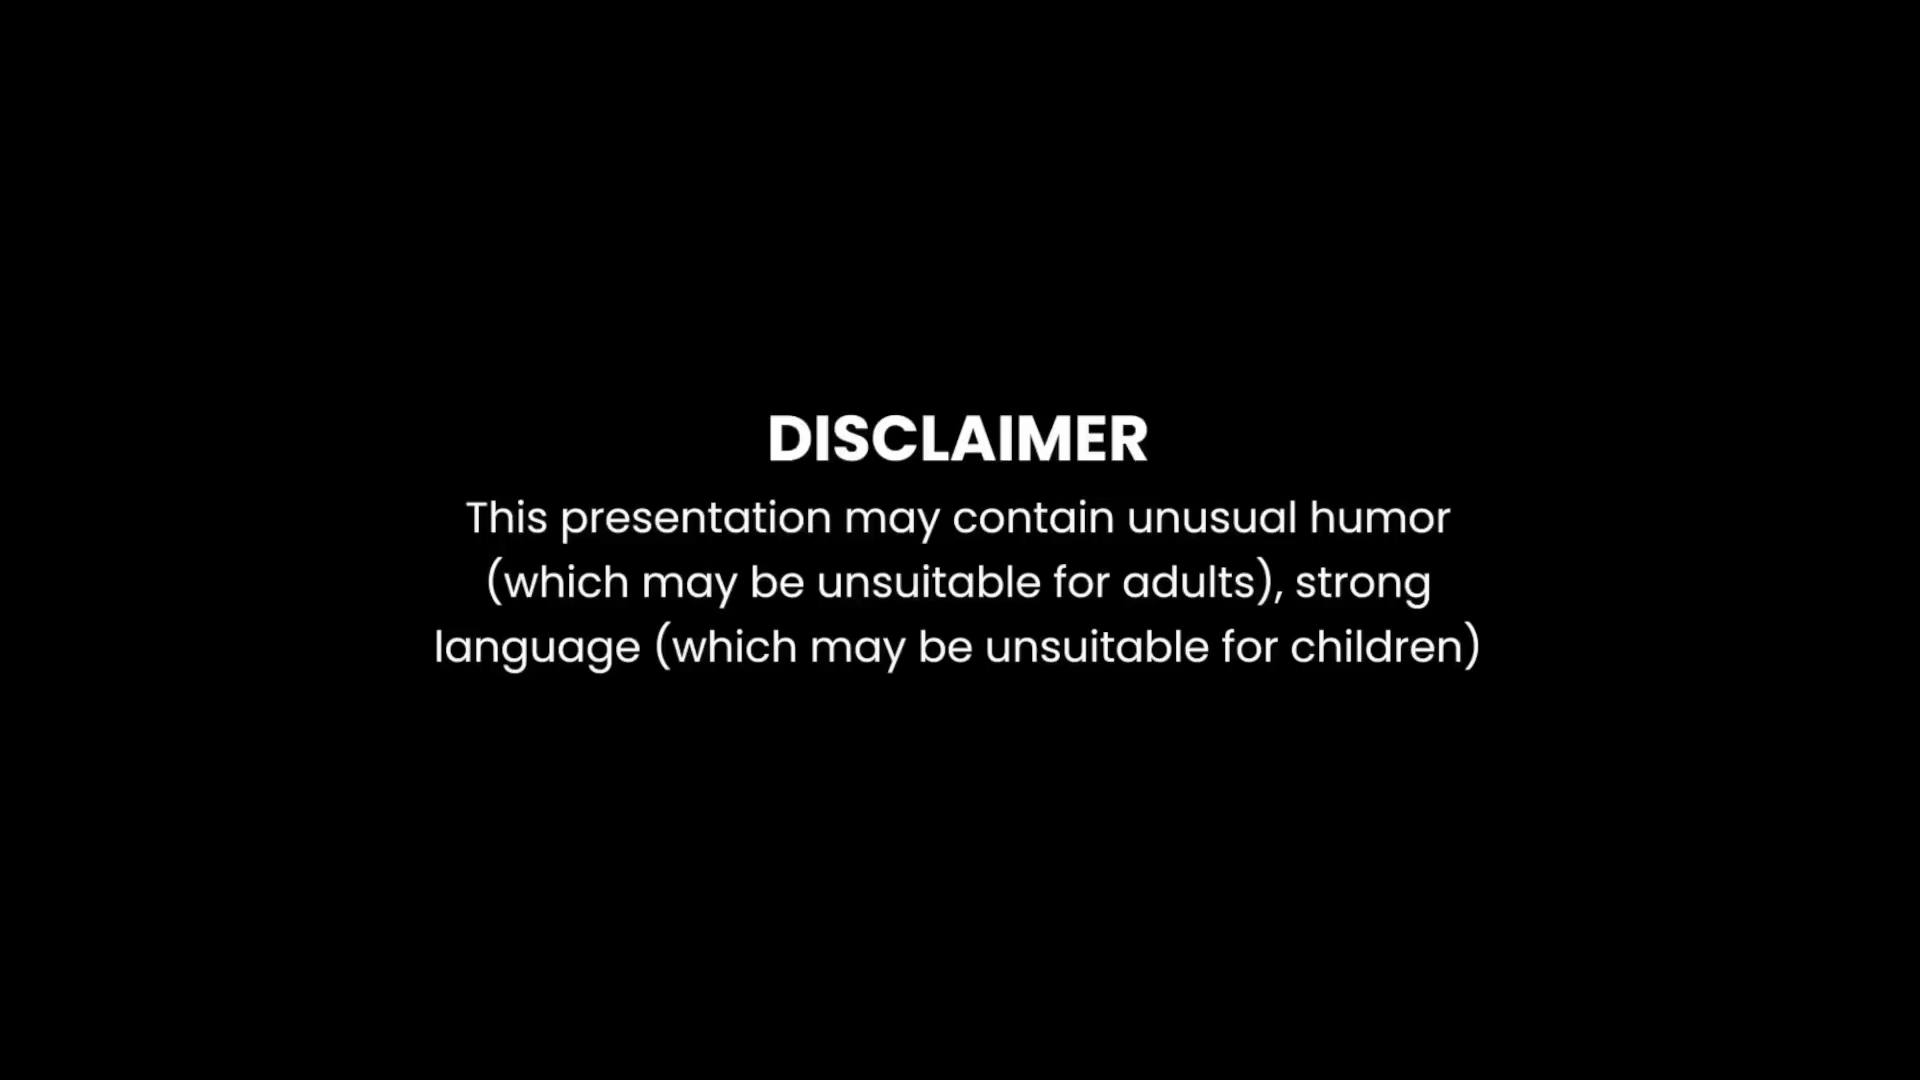 DISCLAIMER
This presentation may contain unusual humor
(which may be unsuitable for adults), strong
language (which may be unsuitable for children)